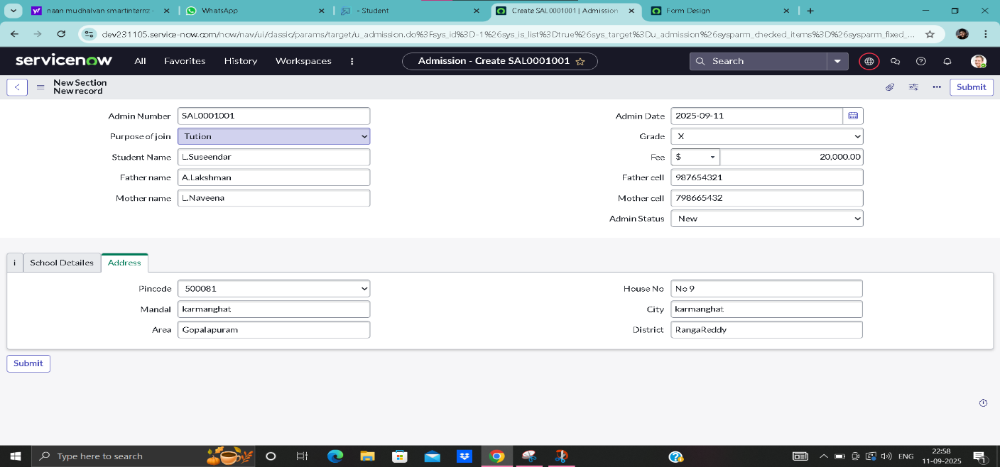 naan mudhalvan smartinternz -
WhatsApp
- Student
Create SAL0001001 | Admission
Form Design
dev231105.service-now.com/now/nav/ui/classic/params/target/u_admission.do%3Fsys_id%3D-1%26sys_is_list%3Dtrue%26sys_target%3Du_admission%26sysparm_checked_items%3D%26sysparm_fixed_...
servicenow All Favorites History Workspaces
Admission - Create SAL0001001
Search
New Section
New record
Submit
Admin Number SAL0001001
Admin Date 2025-09-11
Purpose of join Tution
Grade X
Student Name L.Suseendar
Fee $ 20,000.00
Father name A.Lakshman
Father cell 987654321
Mother name L.Naveena
Mother cell 798665432
Admin Status New
i School Detailes Address
Pincode 500081
House No No 9
Mandal karmanghat
City karmanghat
Area Gopalapuram
District RangaReddy
Submit
Type here to search
ENG
22:58
11-09-2025
1